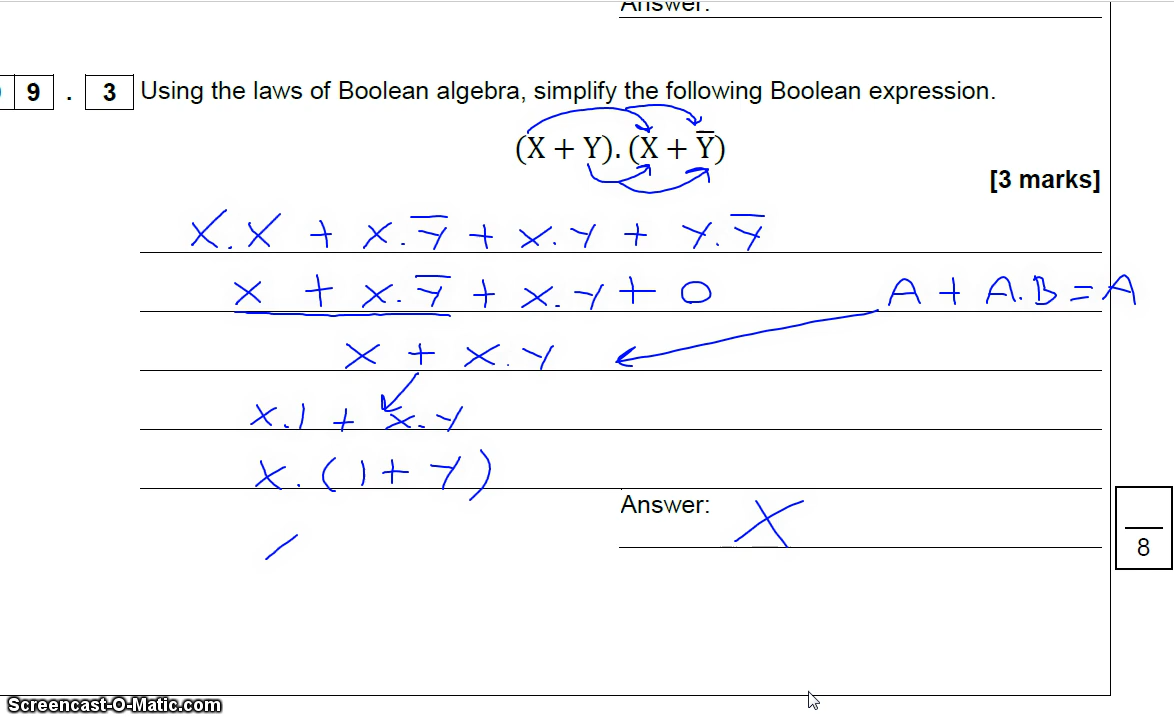 Answer:
9 . 3 Using the laws of Boolean algebra, simplify the following Boolean expression.
(X + Y). (X + Y̅)
[3 marks]
X.X + X.Y̅ + X.Y + Y.Y̅
X + X.Y̅ + X.Y + 0
A + A.B = A
X + X.Y
X.1 + X.Y
X.(1 + Y)
Answer: X
8
Screencast-O-Matic.com